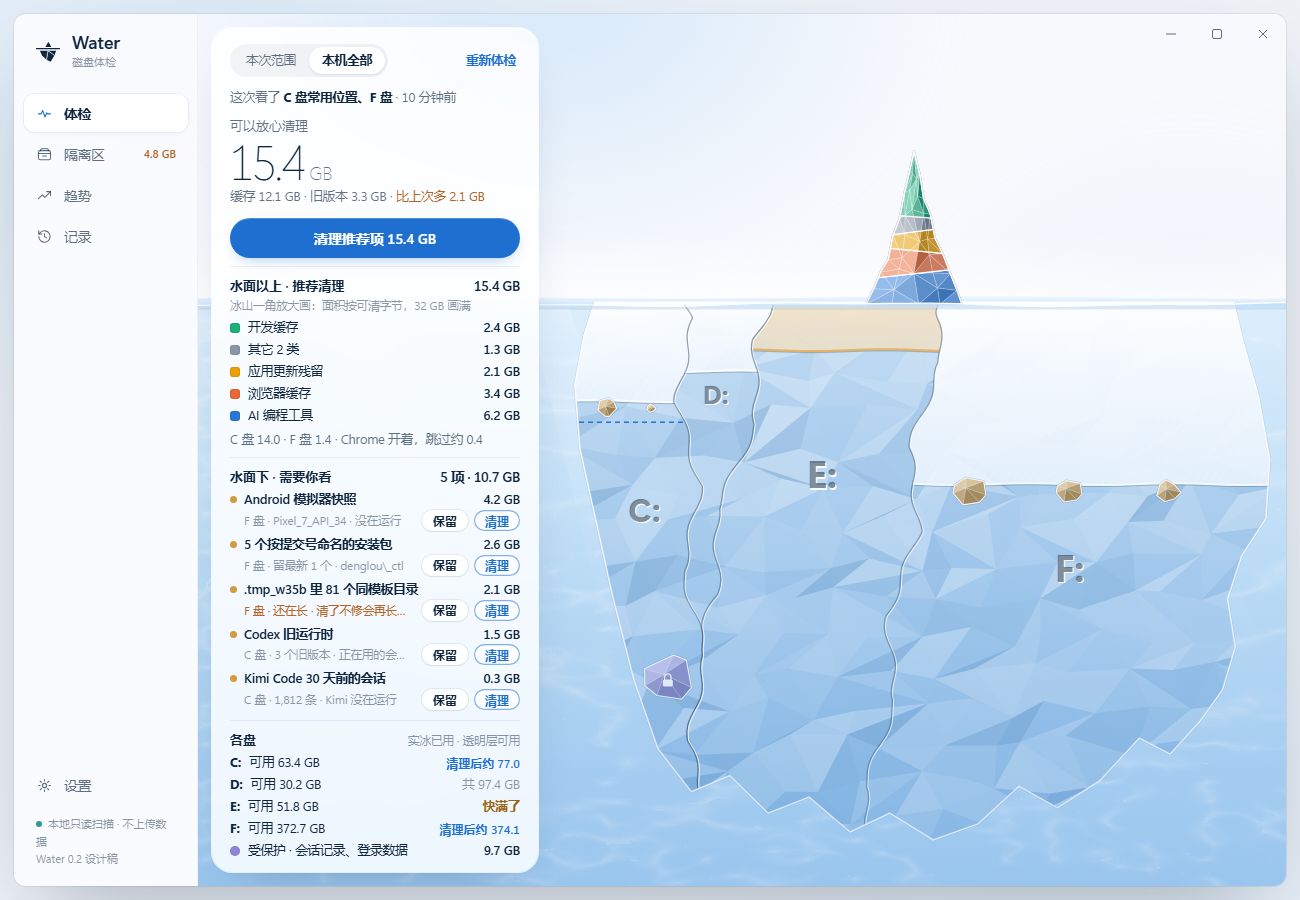 Water
磁盘体检
体检
隔离区 4.8 GB
趋势
记录
设置
本地只读扫描 · 不上传数
据
Water 0.2 设计稿
本次范围 本机全部 重新体检
这次看了 C 盘常用位置、F 盘 · 10 分钟前
可以放心清理
15.4 GB
缓存 12.1 GB · 旧版本 3.3 GB · 比上次多 2.1 GB
清理推荐项 15.4 GB
水面以上 · 推荐清理 15.4 GB
冰山一角放大画：面积按可清字节，32 GB 画满
开发缓存 2.4 GB
其它 2 类 1.3 GB
应用更新残留 2.1 GB
浏览器缓存 3.4 GB
AI 编程工具 6.2 GB
C 盘 14.0 · F 盘 1.4 · Chrome 开着，跳过约 0.4
水面下 · 需要你看 5 项 · 10.7 GB
Android 模拟器快照 4.2 GB
F 盘 · Pixel_7_API_34 · 没在运行 保留 清理
5 个按提交号命名的安装包 2.6 GB
F 盘 · 留最新 1 个 · denglou\_ctl 保留 清理
.tmp_w35b 里 81 个同模板目录 2.1 GB
F 盘 · 还在长 · 清了不修会再长... 保留 清理
Codex 旧运行时 1.5 GB
C 盘 · 3 个旧版本 · 正在用的会... 保留 清理
Kimi Code 30 天前的会话 0.3 GB
C 盘 · 1,812 条 · Kimi 没在运行 保留 清理
各盘 实冰已用 · 透明层可用
C: 可用 63.4 GB 清理后约 77.0
D: 可用 30.2 GB 共 97.4 GB
E: 可用 51.8 GB 快满了
F: 可用 372.7 GB 清理后约 374.1
受保护 · 会话记录、登录数据 9.7 GB
D:
E:
C:
F: